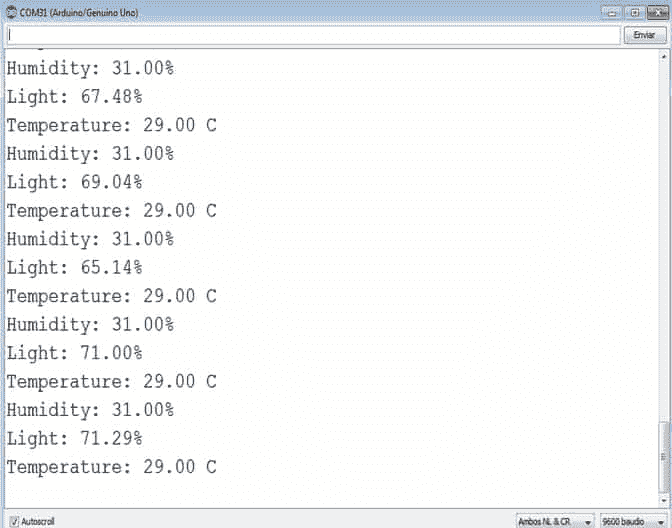 COM31 (Arduino/Genuino Uno)
Enviar
Humidity: 31.00%
Light: 67.48%
Temperature: 29.00 C
Humidity: 31.00%
Light: 69.04%
Temperature: 29.00 C
Humidity: 31.00%
Light: 65.14%
Temperature: 29.00 C
Humidity: 31.00%
Light: 71.00%
Temperature: 29.00 C
Humidity: 31.00%
Light: 71.29%
Temperature: 29.00 C
Autoscroll
Ambos NL & CR
9600 baudio